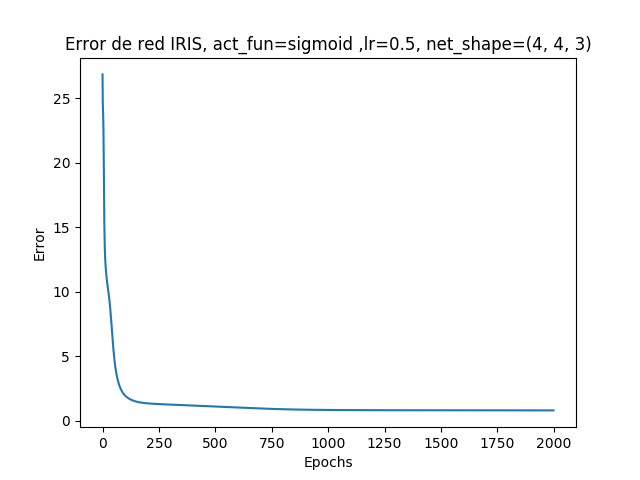 Error de red IRIS, act_fun=sigmoid ,lr=0.5, net_shape=(4, 4, 3)
25
20
15
10
5
0
Error
0 250 500 750 1000 1250 1500 1750 2000
Epochs